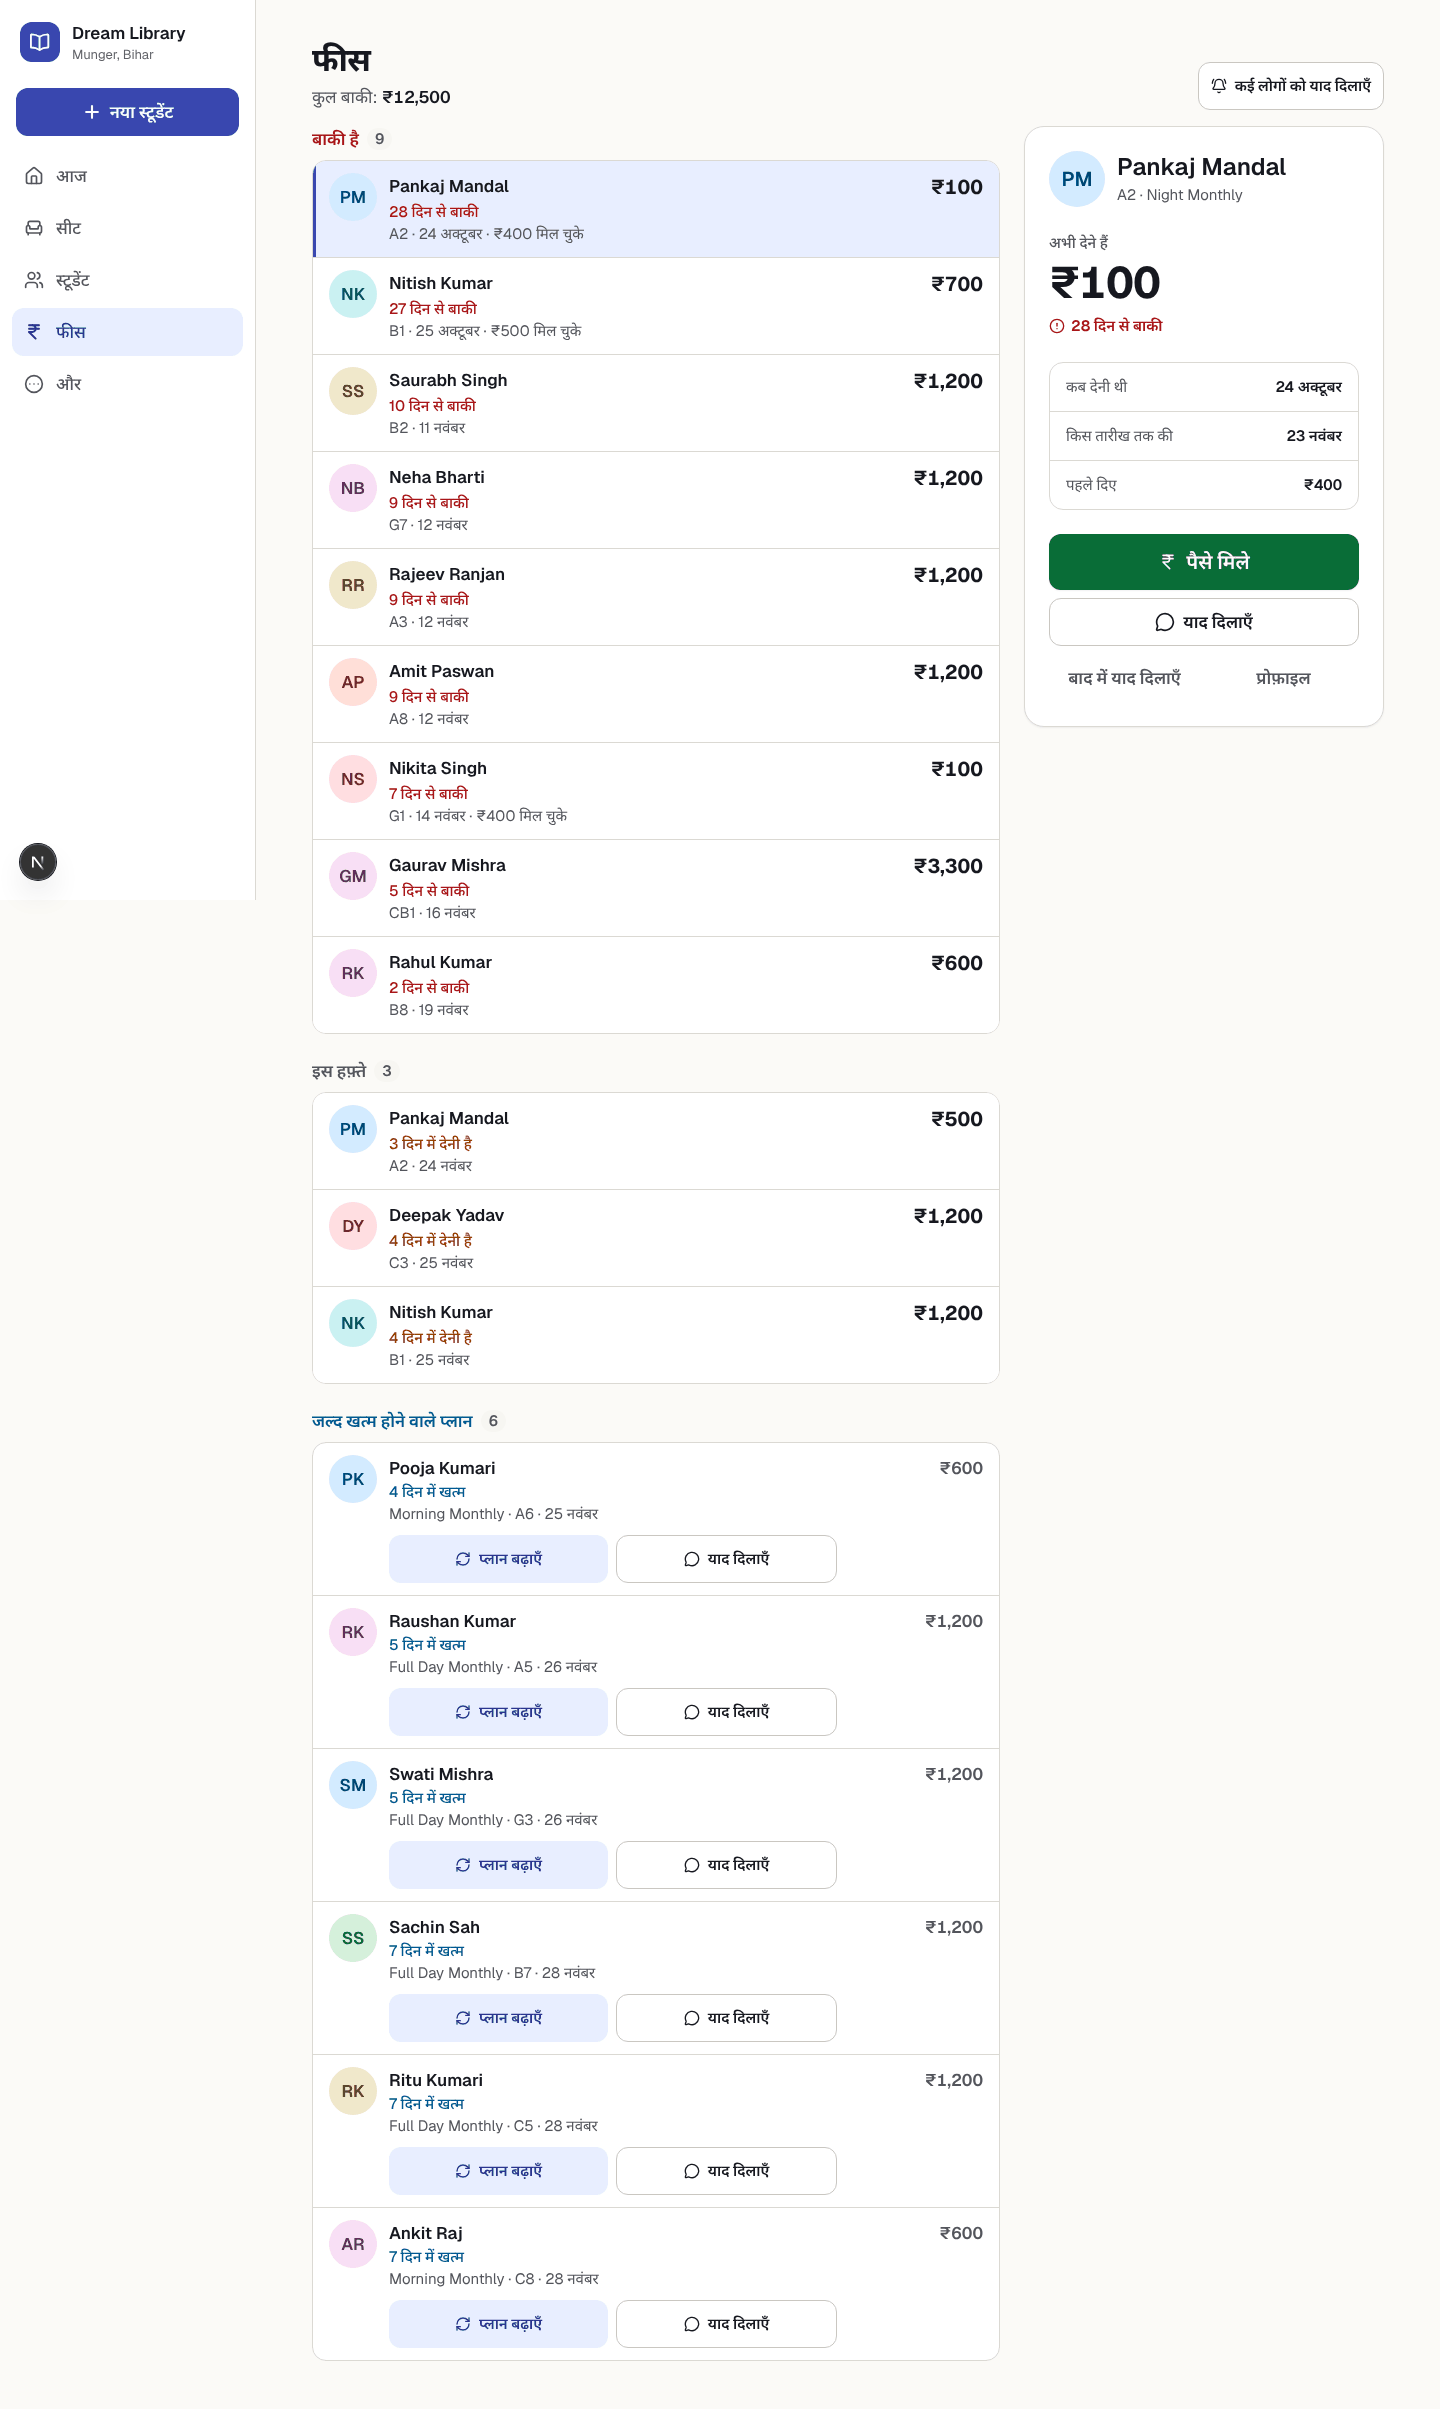 Dream Library
Munger, Bihar
नया स्टूडेंट
आज
सीट
स्टूडेंट
फीस
और
फीस
कुल बाकी: ₹12,500
कई लोगों को याद दिलाएँ
बाकी है 9
PM
Pankaj Mandal
₹100
28 दिन से बाकी
A2 · 24 अक्टूबर · ₹400 मिल चुके
NK
Nitish Kumar
₹700
27 दिन से बाकी
B1 · 25 अक्टूबर · ₹500 मिल चुके
SS
Saurabh Singh
₹1,200
10 दिन से बाकी
B2 · 11 नवंबर
NB
Neha Bharti
₹1,200
9 दिन से बाकी
G7 · 12 नवंबर
RR
Rajeev Ranjan
₹1,200
9 दिन से बाकी
A3 · 12 नवंबर
AP
Amit Paswan
₹1,200
9 दिन से बाकी
A8 · 12 नवंबर
NS
Nikita Singh
₹100
7 दिन से बाकी
G1 · 14 नवंबर · ₹400 मिल चुके
GM
Gaurav Mishra
₹3,300
5 दिन से बाकी
CB1 · 16 नवंबर
RK
Rahul Kumar
₹600
2 दिन से बाकी
B8 · 19 नवंबर
इस हफ़्ते 3
PM
Pankaj Mandal
₹500
3 दिन में देनी है
A2 · 24 नवंबर
DY
Deepak Yadav
₹1,200
4 दिन में देनी है
C3 · 25 नवंबर
NK
Nitish Kumar
₹1,200
4 दिन में देनी है
B1 · 25 नवंबर
जल्द खत्म होने वाले प्लान 6
PK
Pooja Kumari
₹600
4 दिन में खत्म
Morning Monthly · A6 · 25 नवंबर
प्लान बढ़ाएँ
याद दिलाएँ
RK
Raushan Kumar
₹1,200
5 दिन में खत्म
Full Day Monthly · A5 · 26 नवंबर
प्लान बढ़ाएँ
याद दिलाएँ
SM
Swati Mishra
₹1,200
5 दिन में खत्म
Full Day Monthly · G3 · 26 नवंबर
प्लान बढ़ाएँ
याद दिलाएँ
SS
Sachin Sah
₹1,200
7 दिन में खत्म
Full Day Monthly · B7 · 28 नवंबर
प्लान बढ़ाएँ
याद दिलाएँ
RK
Ritu Kumari
₹1,200
7 दिन में खत्म
Full Day Monthly · C5 · 28 नवंबर
प्लान बढ़ाएँ
याद दिलाएँ
AR
Ankit Raj
₹600
7 दिन में खत्म
Morning Monthly · C8 · 28 नवंबर
प्लान बढ़ाएँ
याद दिलाएँ
PM
Pankaj Mandal
A2 · Night Monthly
अभी देने हैं
₹100
28 दिन से बाकी
कब देनी थी 24 अक्टूबर
किस तारीख तक की 23 नवंबर
पहले दिए ₹400
₹ पैसे मिले
याद दिलाएँ
बाद में याद दिलाएँ
प्रोफ़ाइल
N